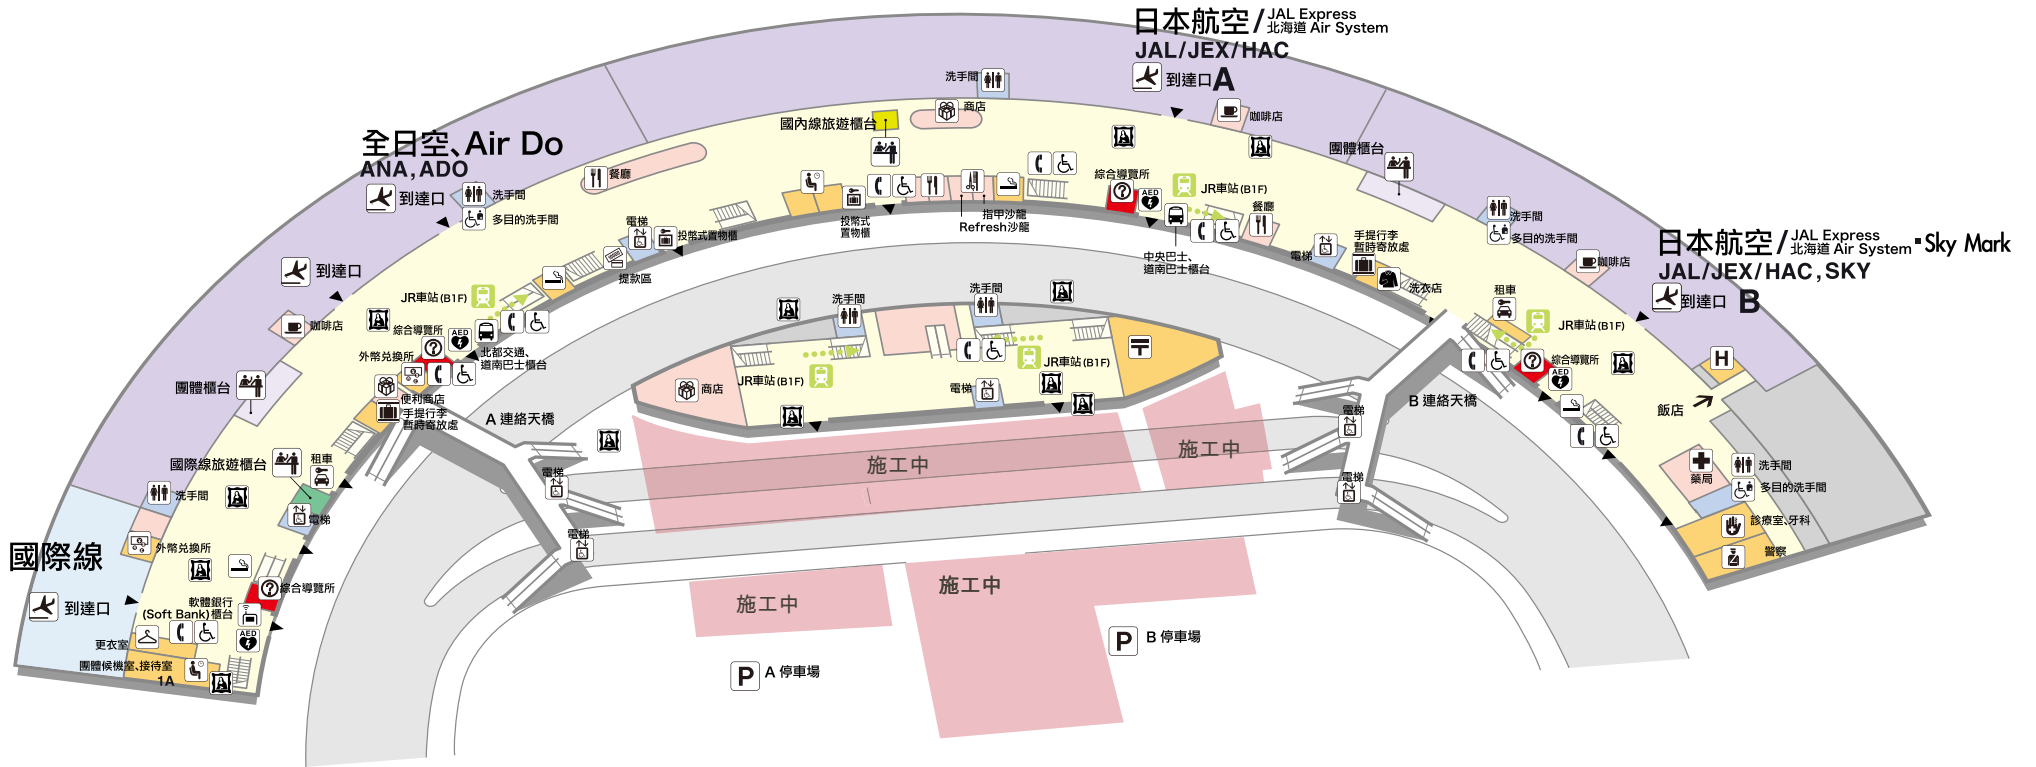 日本航空/JAL Express
北海道 Air System
JAL/JEX/HAC
到達口 A
洗手間
商店
咖啡店
國內線旅遊櫃台
團體櫃台
全日空、Air Do
ANA, ADO
到達口
洗手間
多目的洗手間
餐廳
綜合導覽所
AED
JR車站(B1F)
餐廳
投幣式
置物櫃
指甲沙龍
Refresh沙龍
中央巴士、
道南巴士櫃台
電梯
投幣式置物櫃
提款區
電梯
手提行李
暫時寄放處
洗衣店
洗手間
多目的洗手間
咖啡店
日本航空/JAL Express
北海道 Air System・Sky Mark
JAL/JEX/HAC, SKY
到達口 B
租車
JR車站(B1F)
綜合導覽所
AED
到達口
JR車站(B1F)
咖啡店
綜合導覽所
AED
外幣兌換所
北都交通、
道南巴士櫃台
團體櫃台
便利商店
手提行李
暫時寄放處
A 連絡天橋
洗手間
洗手間
商店
JR車站(B1F)
JR車站(B1F)
電梯
B 連絡天橋
電梯
電梯
H
飯店
藥局
洗手間
多目的洗手間
診療室、牙科
警察
國際線旅遊櫃台
租車
洗手間
電梯
外幣兌換所
國際線
到達口
綜合導覽所
軟體銀行
(Soft Bank)櫃台
AED
更衣室
團體候機室、接待室
1A
電梯
電梯
施工中
施工中
施工中
施工中
P A 停車場
P B 停車場